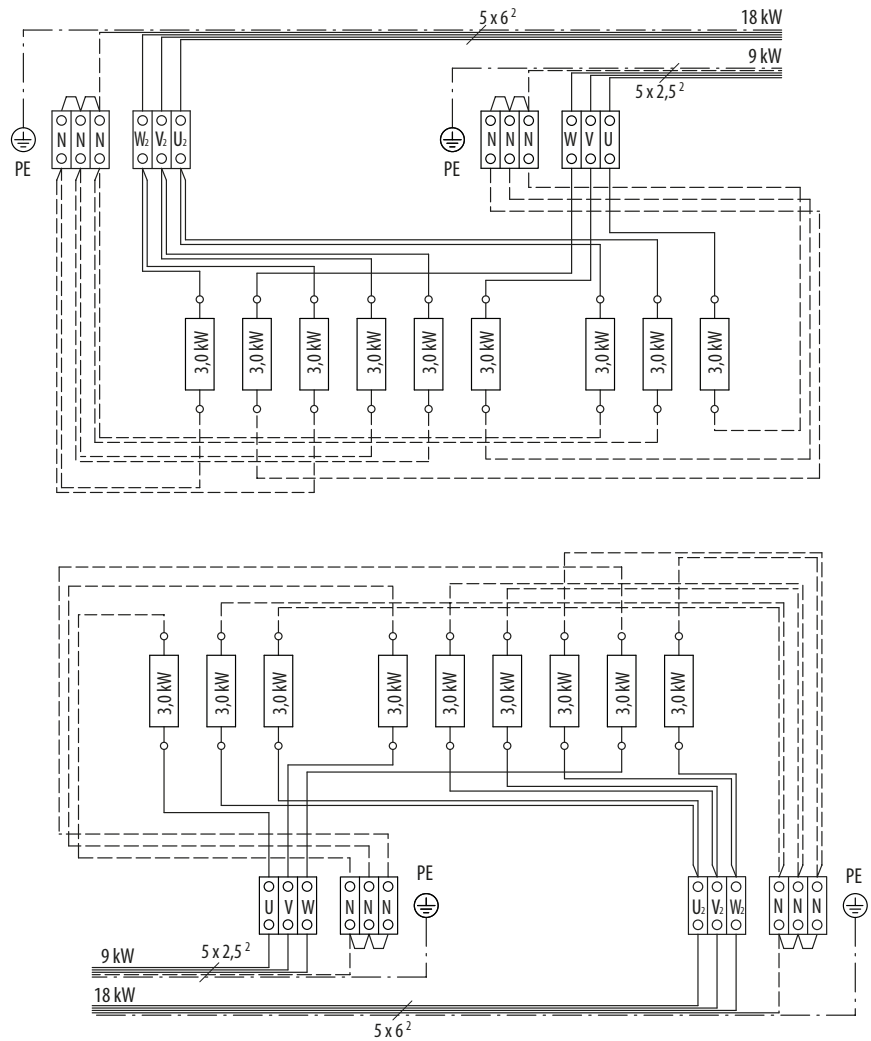 5 x 6² 18 kW
9 kW
5 x 2,5²
N N N W₂ V₂ U₂ N N N W V U
PE PE
3,0 kW 3,0 kW 3,0 kW 3,0 kW 3,0 kW 3,0 kW 3,0 kW 3,0 kW 3,0 kW
3,0 kW 3,0 kW 3,0 kW 3,0 kW 3,0 kW 3,0 kW 3,0 kW 3,0 kW 3,0 kW
PE PE
U V W N N N U₂ V₂ W₂ N N N
9 kW 5 x 2,5²
18 kW
5 x 6²